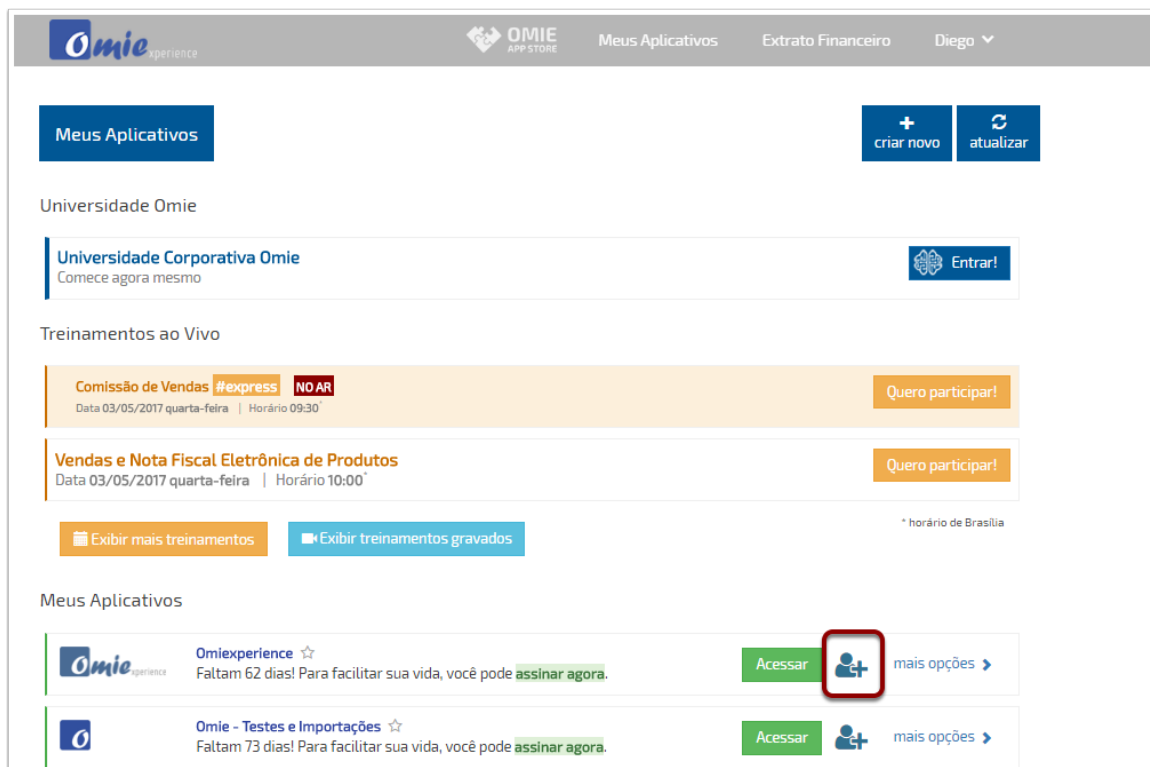 Omiexperience
OMIE
APP STORE
Meus Aplicativos
Extrato Financeiro
Diego
Meus Aplicativos
criar novo
atualizar
Universidade Omie
Universidade Corporativa Omie
Comece agora mesmo
Entrar!
Treinamentos ao Vivo
Comissão de Vendas #express NO AR
Data 03/05/2017 quarta-feira | Horário 09:30*
Quero participar!
Vendas e Nota Fiscal Eletrônica de Produtos
Data 03/05/2017 quarta-feira | Horário 10:00*
Quero participar!
* horário de Brasília
Exibir mais treinamentos
Exibir treinamentos gravados
Meus Aplicativos
Omiexperience
Omiexperience
Faltam 62 dias! Para facilitar sua vida, você pode assinar agora.
Acessar
mais opções
O
Omie - Testes e Importações
Faltam 73 dias! Para facilitar sua vida, você pode assinar agora.
Acessar
mais opções